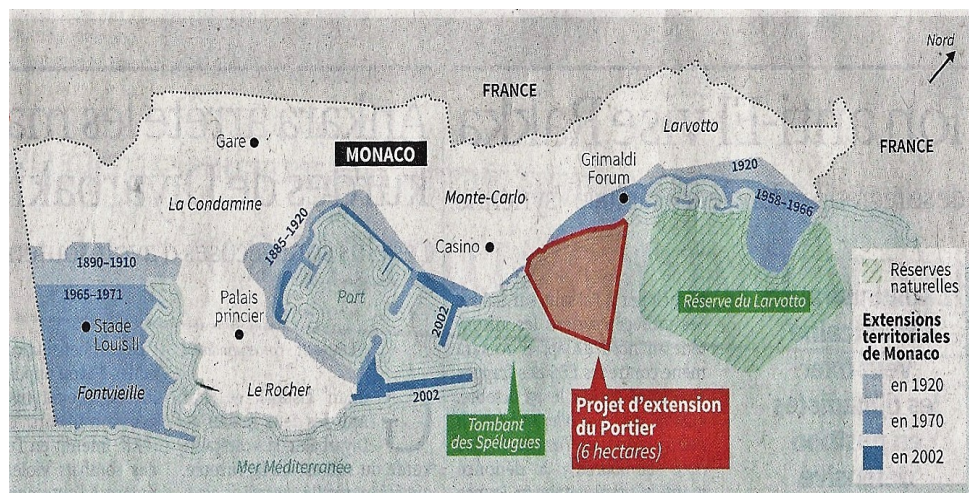 Nord
FRANCE
Gare
MONACO
Larvotto
FRANCE
Grimaldi
Forum
1920
La Condamine
Monte-Carlo
1958–1966
1885–1920
Casino
1890–1910
Réserves
naturelles
1965–1971
Palais
princier
Port
Réserve du Larvotto
Extensions
territoriales
de Monaco
Stade
Louis II
2002
en 1920
Fontvieille
Le Rocher
2002
Projet d'extension
du Portier
(6 hectares)
en 1970
Tombant
des Spélugues
en 2002
Mer Méditerranée